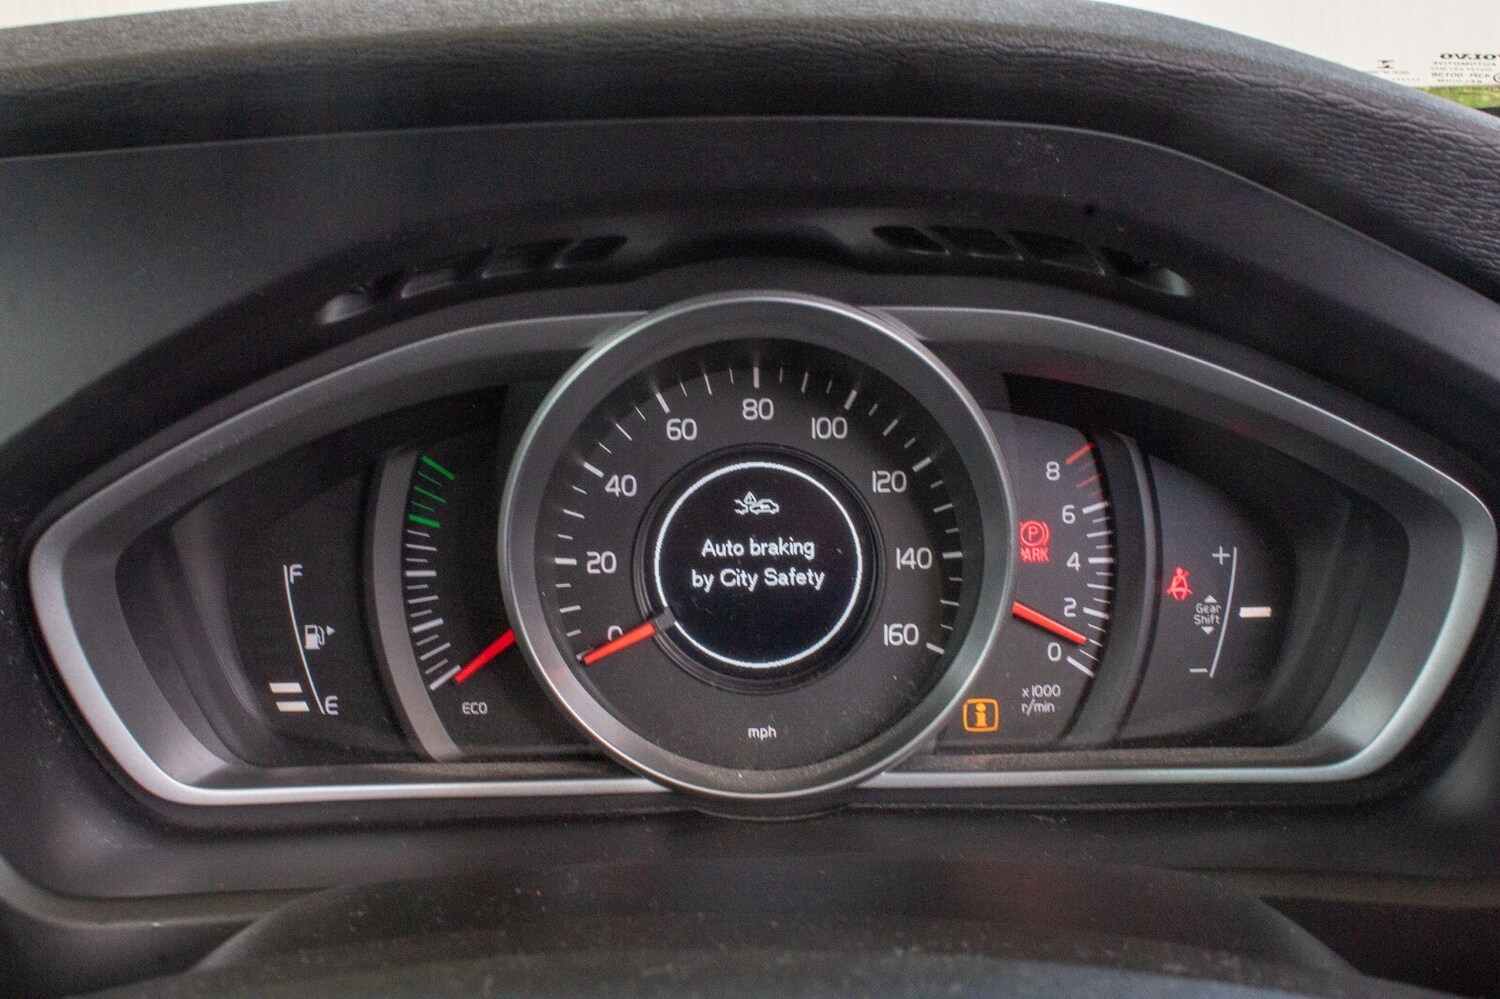 Auto braking
by City Safety
0
20
40
60
80
100
120
140
160
mph
F
E
ECO
8
6
4
2
0
x1000
r/min
P
PARK
i
+
Gear
Shift
-